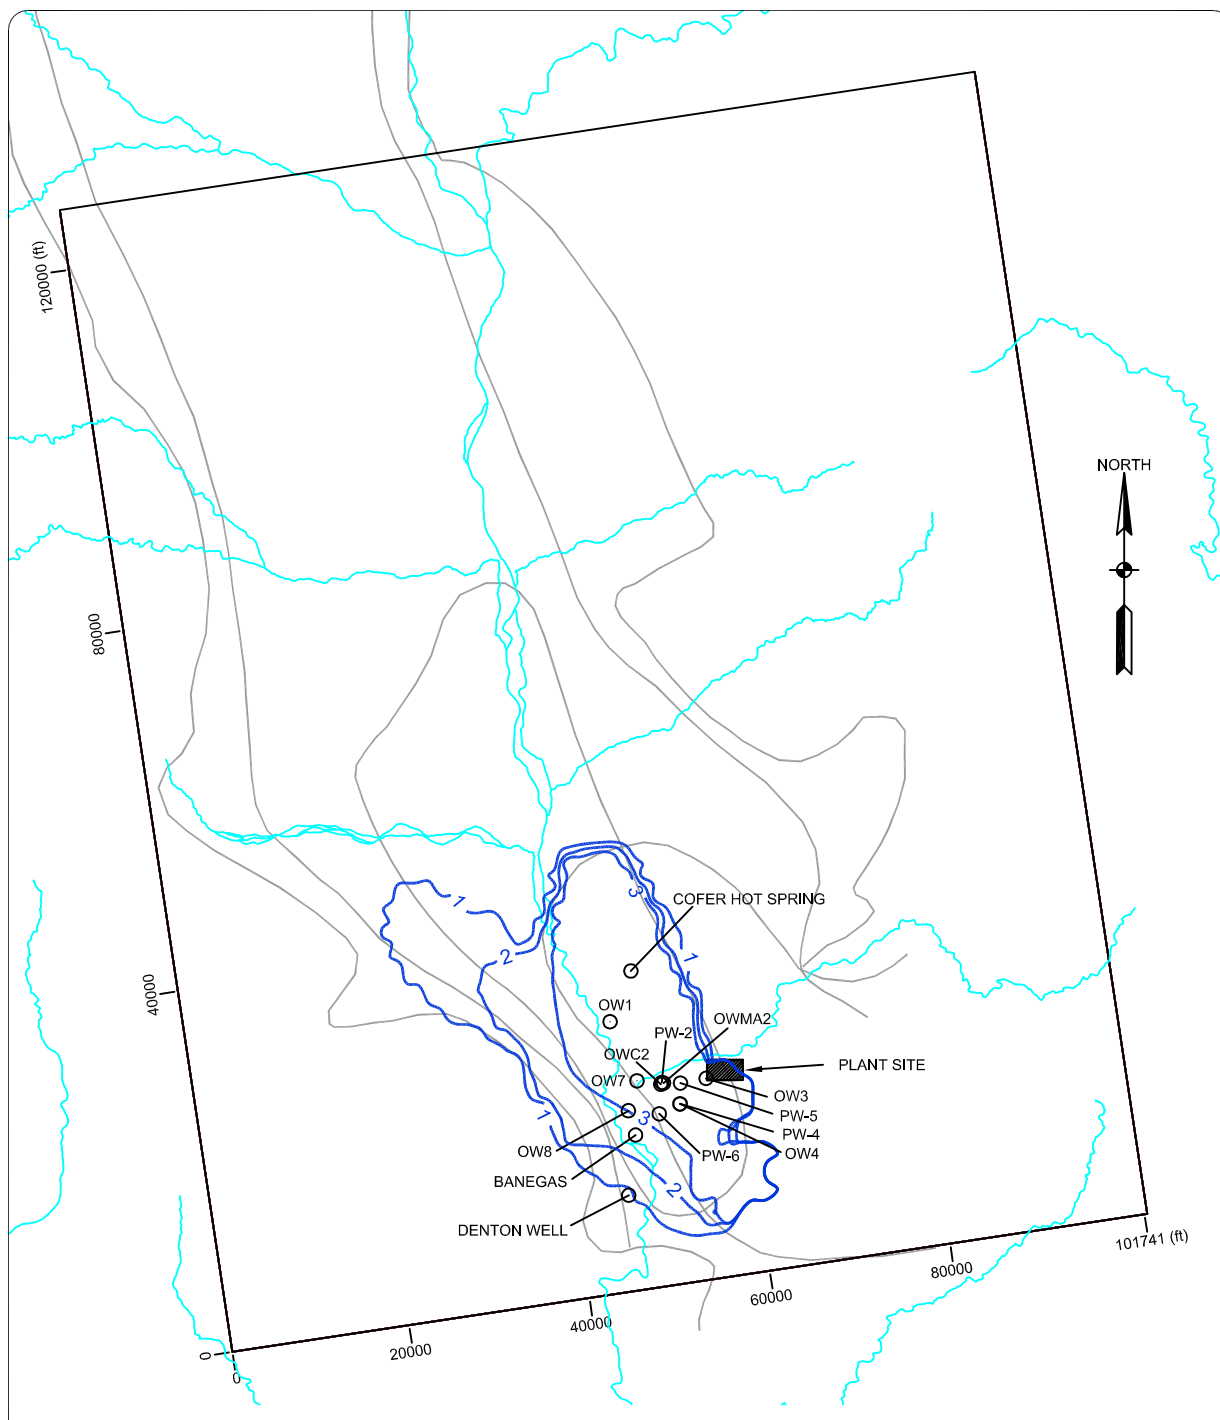 120000 (ft)
NORTH
80000
3
COFER HOT SPRING
1
2
1
40000
OW1
OWMA2
PW-2
OWC2
PLANT SITE
OW7
OW3
PW-5
3
1
PW-4
OW8
PW-6
OW4
BANEGAS
2
DENTON WELL
101741 (ft)
80000
60000
40000
20000
0
0